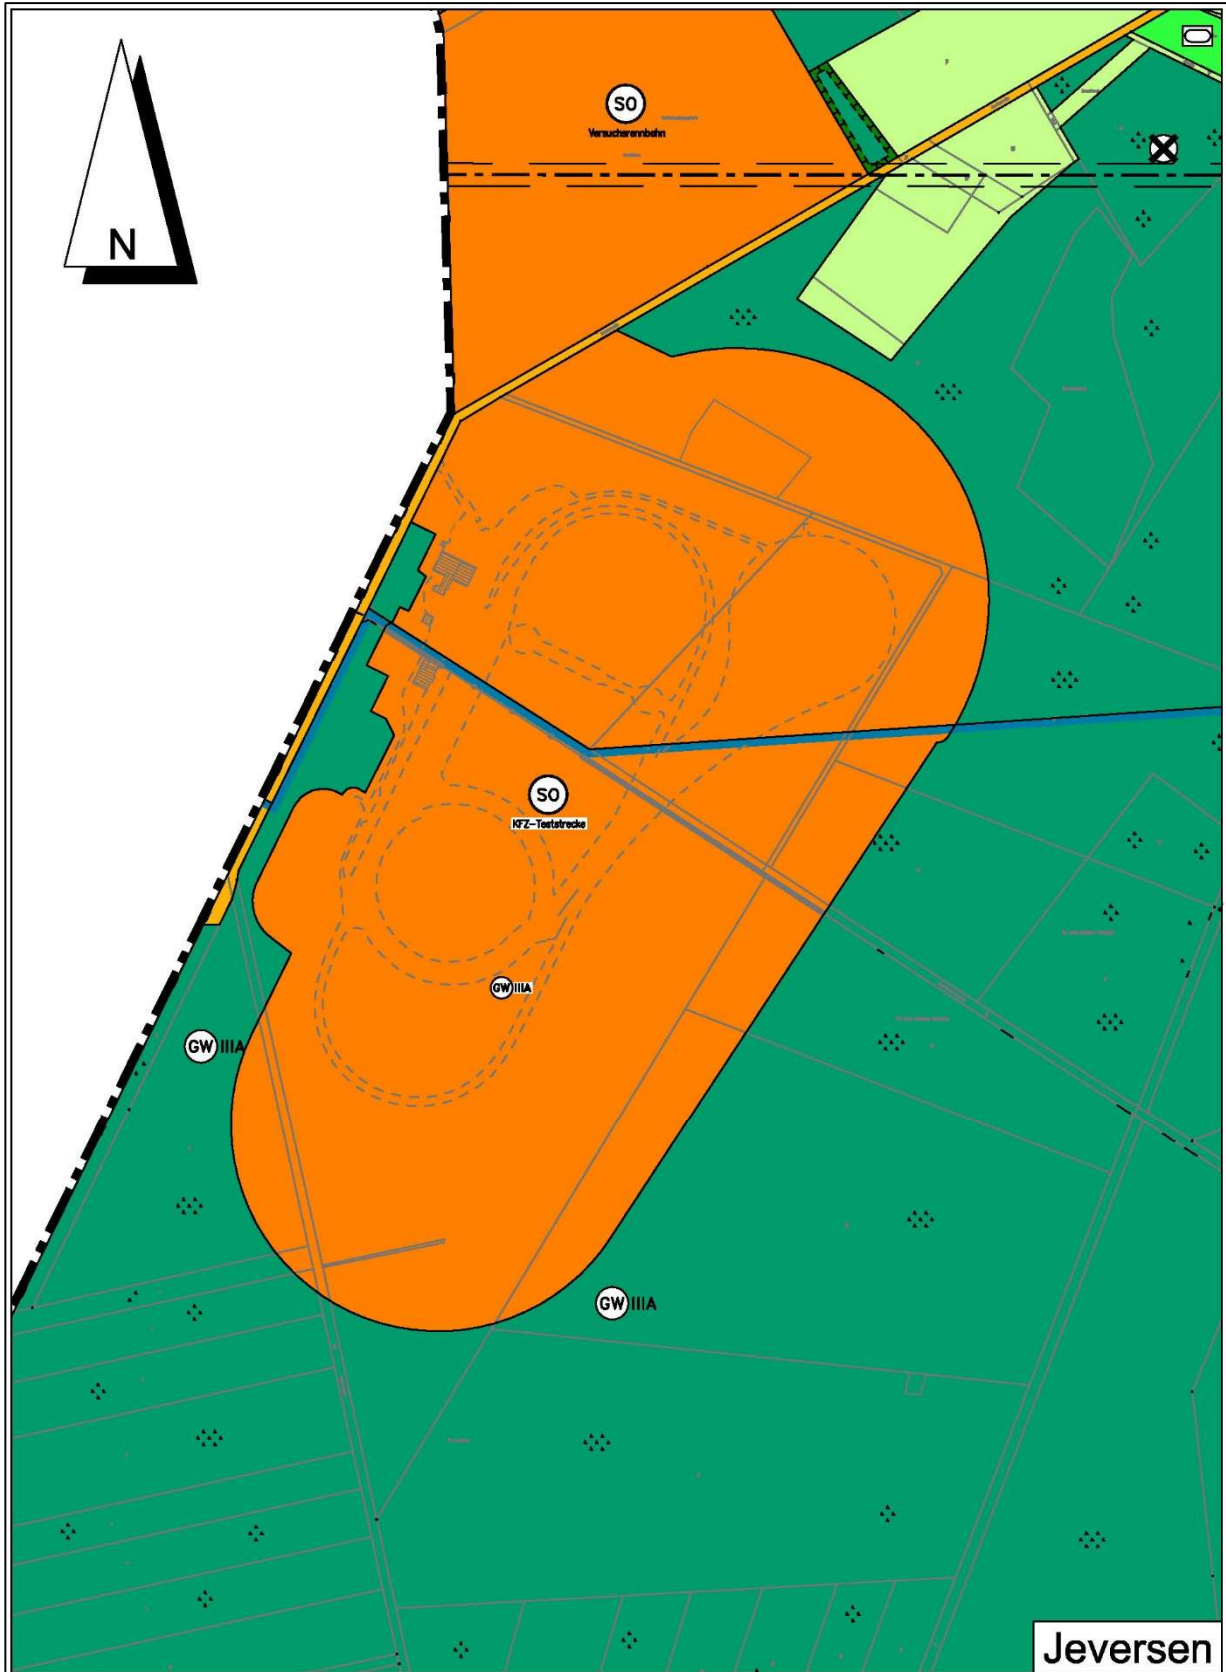 N
SO
Versuchsrennbahn
SO
KFZ-Teststrecke
GW IIIA
GW IIIA
GW IIIA
Jeversen